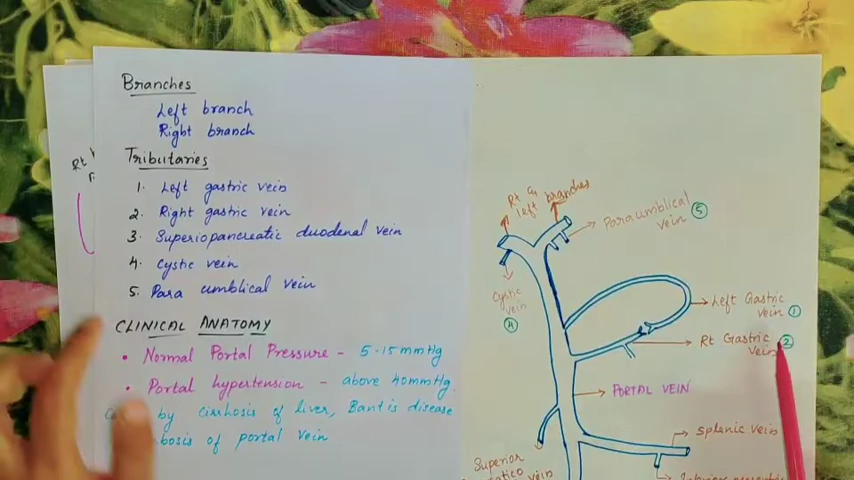 Branches
Left branch
Right branch
Tributaries
1. Left gastric vein
2. Right gastric vein
3. Superiopancreatic duodenal vein
4. Cystic vein
5. Para umbilical vein
CLINICAL ANATOMY
• Normal Portal Pressure - 5-15 mmHg
• Portal hypertension - above 40mmHg.
by cirrhosis of liver, Banti's disease
of portal vein
Rt
Rt &
left branches
Paraumblical
vein 5
Cystic
vein
4
Left Gastric
vein 1
Rt Gastric
Vein 2
PORTAL VEIN
Splenic vein
Superior
vein